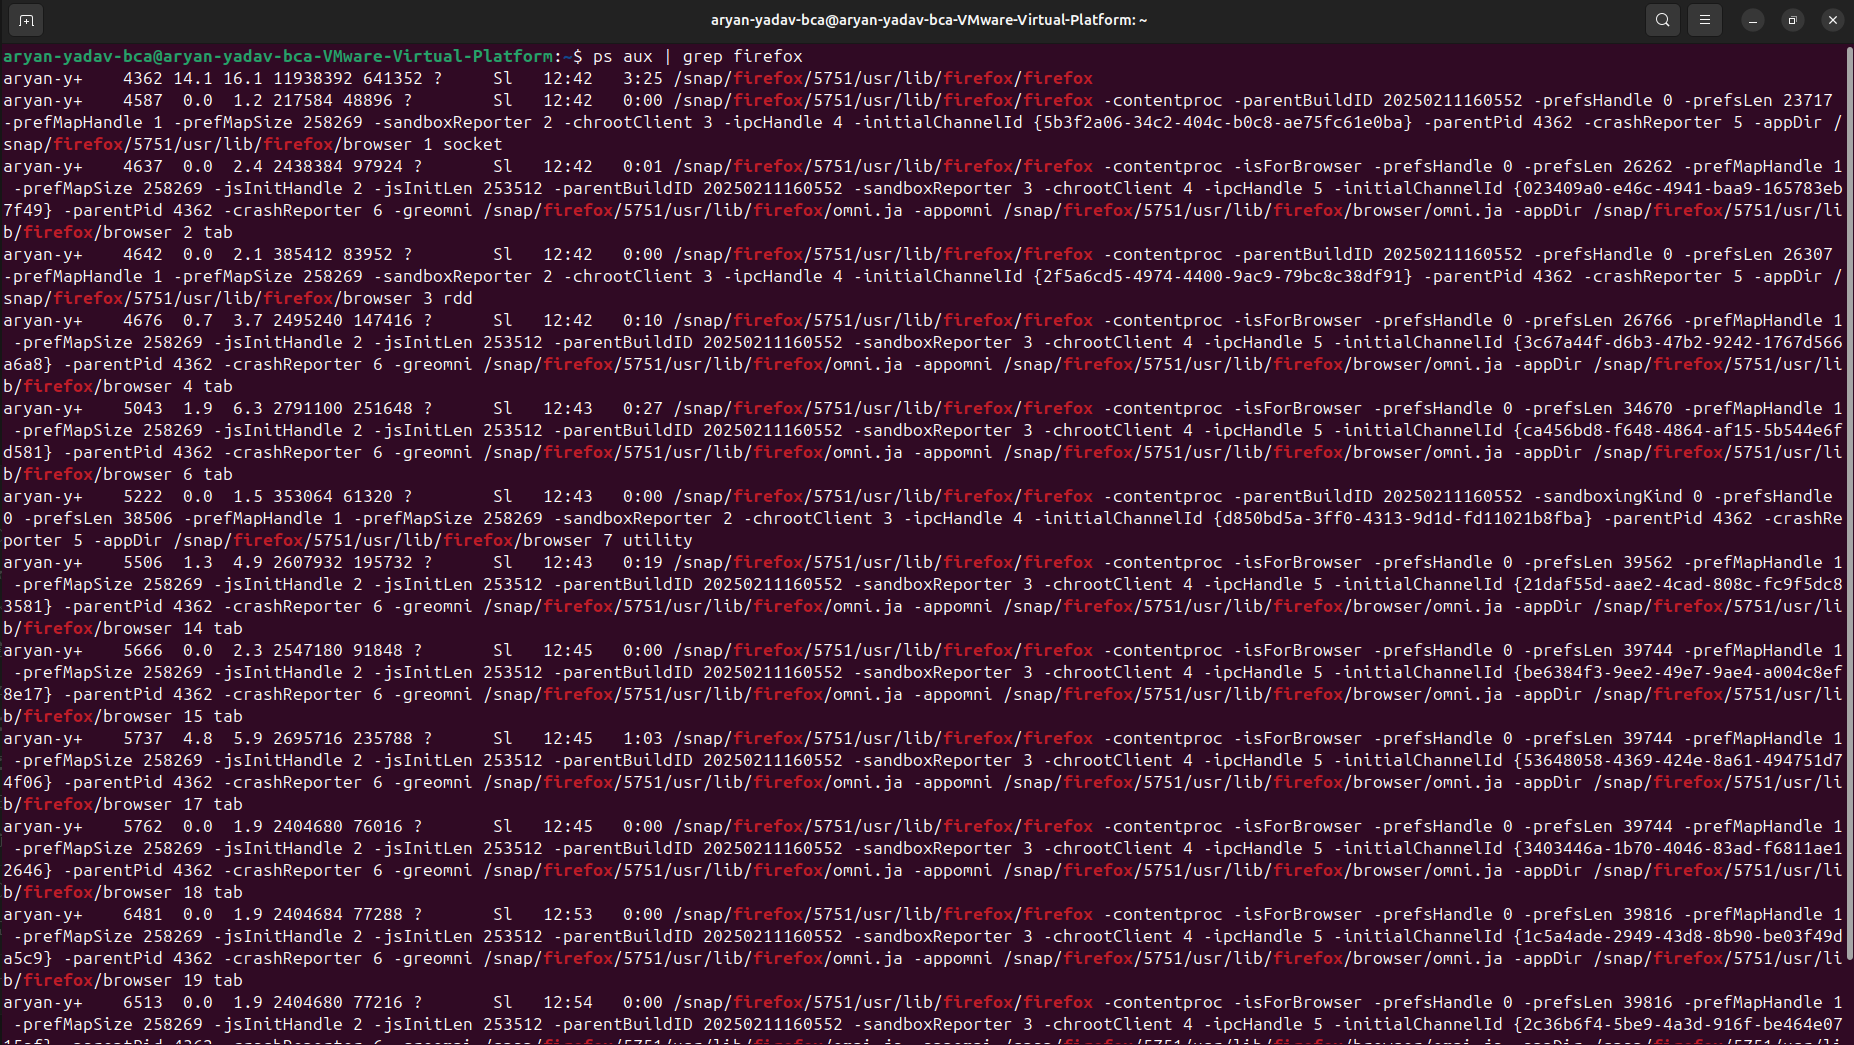 aryan-yadav-bca@aryan-yadav-bca-VMware-Virtual-Platform: ~
aryan-yadav-bca@aryan-yadav-bca-VMware-Virtual-Platform:~$ ps aux | grep firefox
aryan-y+    4362 14.1 16.1 11938392 641352 ?     Sl   12:42   3:25 /snap/firefox/5751/usr/lib/firefox/firefox
aryan-y+    4587  0.0  1.2 217584 48896 ?        Sl   12:42   0:00 /snap/firefox/5751/usr/lib/firefox/firefox -contentproc -parentBuildID 20250211160552 -prefsHandle 0 -prefsLen 23717
-prefMapHandle 1 -prefMapSize 258269 -sandboxReporter 2 -chrootClient 3 -ipcHandle 4 -initialChannelId {5b3f2a06-34c2-404c-b0c8-ae75fc61e0ba} -parentPid 4362 -crashReporter 5 -appDir /
snap/firefox/5751/usr/lib/firefox/browser 1 socket
aryan-y+    4637  0.0  2.4 2438384 97924 ?       Sl   12:42   0:01 /snap/firefox/5751/usr/lib/firefox/firefox -contentproc -isForBrowser -prefsHandle 0 -prefsLen 26262 -prefMapHandle 1
 -prefMapSize 258269 -jsInitHandle 2 -jsInitLen 253512 -parentBuildID 20250211160552 -sandboxReporter 3 -chrootClient 4 -ipcHandle 5 -initialChannelId {023409a0-e46c-4941-baa9-165783eb
7f49} -parentPid 4362 -crashReporter 6 -greomni /snap/firefox/5751/usr/lib/firefox/omni.ja -appomni /snap/firefox/5751/usr/lib/firefox/browser/omni.ja -appDir /snap/firefox/5751/usr/li
b/firefox/browser 2 tab
aryan-y+    4642  0.0  2.1 385412 83952 ?        Sl   12:42   0:00 /snap/firefox/5751/usr/lib/firefox/firefox -contentproc -parentBuildID 20250211160552 -prefsHandle 0 -prefsLen 26307
-prefMapHandle 1 -prefMapSize 258269 -sandboxReporter 2 -chrootClient 3 -ipcHandle 4 -initialChannelId {2f5a6cd5-4974-4400-9ac9-79bc8c38df91} -parentPid 4362 -crashReporter 5 -appDir /
snap/firefox/5751/usr/lib/firefox/browser 3 rdd
aryan-y+    4676  0.7  3.7 2495240 147416 ?      Sl   12:42   0:10 /snap/firefox/5751/usr/lib/firefox/firefox -contentproc -isForBrowser -prefsHandle 0 -prefsLen 26766 -prefMapHandle 1
 -prefMapSize 258269 -jsInitHandle 2 -jsInitLen 253512 -parentBuildID 20250211160552 -sandboxReporter 3 -chrootClient 4 -ipcHandle 5 -initialChannelId {3c67a44f-d6b3-47b2-9242-1767d566
a6a8} -parentPid 4362 -crashReporter 6 -greomni /snap/firefox/5751/usr/lib/firefox/omni.ja -appomni /snap/firefox/5751/usr/lib/firefox/browser/omni.ja -appDir /snap/firefox/5751/usr/li
b/firefox/browser 4 tab
aryan-y+    5043  1.9  6.3 2791100 251648 ?      Sl   12:43   0:27 /snap/firefox/5751/usr/lib/firefox/firefox -contentproc -isForBrowser -prefsHandle 0 -prefsLen 34670 -prefMapHandle 1
 -prefMapSize 258269 -jsInitHandle 2 -jsInitLen 253512 -parentBuildID 20250211160552 -sandboxReporter 3 -chrootClient 4 -ipcHandle 5 -initialChannelId {ca456bd8-f648-4864-af15-5b544e6f
d581} -parentPid 4362 -crashReporter 6 -greomni /snap/firefox/5751/usr/lib/firefox/omni.ja -appomni /snap/firefox/5751/usr/lib/firefox/browser/omni.ja -appDir /snap/firefox/5751/usr/li
b/firefox/browser 6 tab
aryan-y+    5222  0.0  1.5 353064 61320 ?        Sl   12:43   0:00 /snap/firefox/5751/usr/lib/firefox/firefox -contentproc -parentBuildID 20250211160552 -sandboxingKind 0 -prefsHandle
0 -prefsLen 38506 -prefMapHandle 1 -prefMapSize 258269 -sandboxReporter 2 -chrootClient 3 -ipcHandle 4 -initialChannelId {d850bd5a-3ff0-4313-9d1d-fd11021b8fba} -parentPid 4362 -crashRe
porter 5 -appDir /snap/firefox/5751/usr/lib/firefox/browser 7 utility
aryan-y+    5506  1.3  4.9 2607932 195732 ?      Sl   12:43   0:19 /snap/firefox/5751/usr/lib/firefox/firefox -contentproc -isForBrowser -prefsHandle 0 -prefsLen 39562 -prefMapHandle 1
 -prefMapSize 258269 -jsInitHandle 2 -jsInitLen 253512 -parentBuildID 20250211160552 -sandboxReporter 3 -chrootClient 4 -ipcHandle 5 -initialChannelId {21daf55d-aae2-4cad-808c-fc9f5dc8
3581} -parentPid 4362 -crashReporter 6 -greomni /snap/firefox/5751/usr/lib/firefox/omni.ja -appomni /snap/firefox/5751/usr/lib/firefox/browser/omni.ja -appDir /snap/firefox/5751/usr/li
b/firefox/browser 14 tab
aryan-y+    5666  0.0  2.3 2547180 91848 ?       Sl   12:45   0:00 /snap/firefox/5751/usr/lib/firefox/firefox -contentproc -isForBrowser -prefsHandle 0 -prefsLen 39744 -prefMapHandle 1
 -prefMapSize 258269 -jsInitHandle 2 -jsInitLen 253512 -parentBuildID 20250211160552 -sandboxReporter 3 -chrootClient 4 -ipcHandle 5 -initialChannelId {be6384f3-9ee2-49e7-9ae4-a004c8ef
8e17} -parentPid 4362 -crashReporter 6 -greomni /snap/firefox/5751/usr/lib/firefox/omni.ja -appomni /snap/firefox/5751/usr/lib/firefox/browser/omni.ja -appDir /snap/firefox/5751/usr/li
b/firefox/browser 15 tab
aryan-y+    5737  4.8  5.9 2695716 235788 ?      Sl   12:45   1:03 /snap/firefox/5751/usr/lib/firefox/firefox -contentproc -isForBrowser -prefsHandle 0 -prefsLen 39744 -prefMapHandle 1
 -prefMapSize 258269 -jsInitHandle 2 -jsInitLen 253512 -parentBuildID 20250211160552 -sandboxReporter 3 -chrootClient 4 -ipcHandle 5 -initialChannelId {53648058-4369-424e-8a61-494751d7
4f06} -parentPid 4362 -crashReporter 6 -greomni /snap/firefox/5751/usr/lib/firefox/omni.ja -appomni /snap/firefox/5751/usr/lib/firefox/browser/omni.ja -appDir /snap/firefox/5751/usr/li
b/firefox/browser 17 tab
aryan-y+    5762  0.0  1.9 2404680 76016 ?       Sl   12:45   0:00 /snap/firefox/5751/usr/lib/firefox/firefox -contentproc -isForBrowser -prefsHandle 0 -prefsLen 39744 -prefMapHandle 1
 -prefMapSize 258269 -jsInitHandle 2 -jsInitLen 253512 -parentBuildID 20250211160552 -sandboxReporter 3 -chrootClient 4 -ipcHandle 5 -initialChannelId {3403446a-1b70-4046-83ad-f6811ae1
2646} -parentPid 4362 -crashReporter 6 -greomni /snap/firefox/5751/usr/lib/firefox/omni.ja -appomni /snap/firefox/5751/usr/lib/firefox/browser/omni.ja -appDir /snap/firefox/5751/usr/li
b/firefox/browser 18 tab
aryan-y+    6481  0.0  1.9 2404684 77288 ?       Sl   12:53   0:00 /snap/firefox/5751/usr/lib/firefox/firefox -contentproc -isForBrowser -prefsHandle 0 -prefsLen 39816 -prefMapHandle 1
 -prefMapSize 258269 -jsInitHandle 2 -jsInitLen 253512 -parentBuildID 20250211160552 -sandboxReporter 3 -chrootClient 4 -ipcHandle 5 -initialChannelId {1c5a4ade-2949-43d8-8b90-be03f49d
a5c9} -parentPid 4362 -crashReporter 6 -greomni /snap/firefox/5751/usr/lib/firefox/omni.ja -appomni /snap/firefox/5751/usr/lib/firefox/browser/omni.ja -appDir /snap/firefox/5751/usr/li
b/firefox/browser 19 tab
aryan-y+    6513  0.0  1.9 2404680 77216 ?       Sl   12:54   0:00 /snap/firefox/5751/usr/lib/firefox/firefox -contentproc -isForBrowser -prefsHandle 0 -prefsLen 39816 -prefMapHandle 1
 -prefMapSize 258269 -jsInitHandle 2 -jsInitLen 253512 -parentBuildID 20250211160552 -sandboxReporter 3 -chrootClient 4 -ipcHandle 5 -initialChannelId {2c36b6f4-5be9-4a3d-916f-be464e07